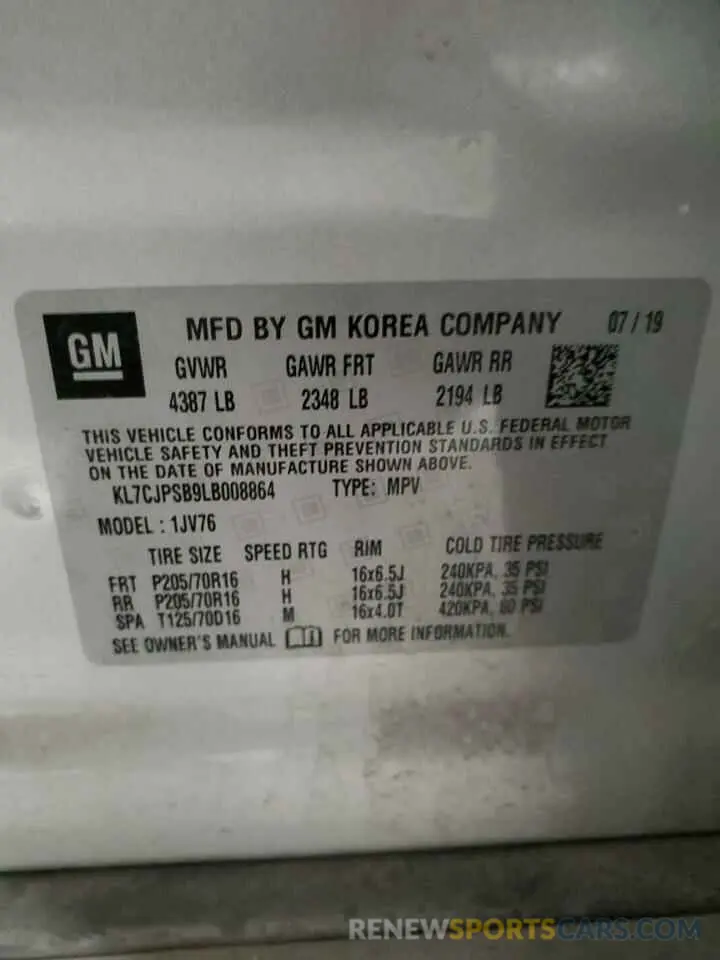 GM
MFD BY GM KOREA COMPANY 07/19
GVWR GAWR FRT GAWR RR
4387 LB 2348 LB 2194 LB
THIS VEHICLE CONFORMS TO ALL APPLICABLE U.S. FEDERAL MOTOR
VEHICLE SAFETY AND THEFT PREVENTION STANDARDS IN EFFECT
ON THE DATE OF MANUFACTURE SHOWN ABOVE.
KL7CJPSB9LB008864 TYPE: MPV
MODEL : 1JV76
TIRE SIZE SPEED RTG RIM COLD TIRE PRESSURE
FRT P205/70R16 H 16x6.5J 240KPA, 35 PSI
RR P205/70R16 H 16x6.5J 240KPA, 35 PSI
SPA T125/70D16 M 16x4.0T 420KPA, 60 PSI
SEE OWNER'S MANUAL FOR MORE INFORMATION.
RENEWSPORTSCARS.COM